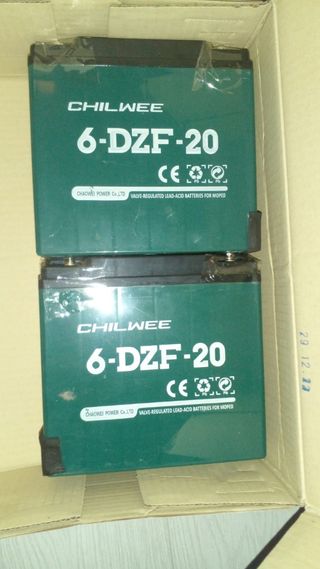 CHILWEE
6-DZF-20
CE
CHAOWEI POWER Co.,LTD
VALVE-REGULATED LEAD-ACID BATTERIES FOR MOPED
CHILWEE
6-DZF-20
CE
CHAOWEI POWER Co.,LTD
VALVE-REGULATED LEAD-ACID BATTERIES FOR MOPED
29.12.